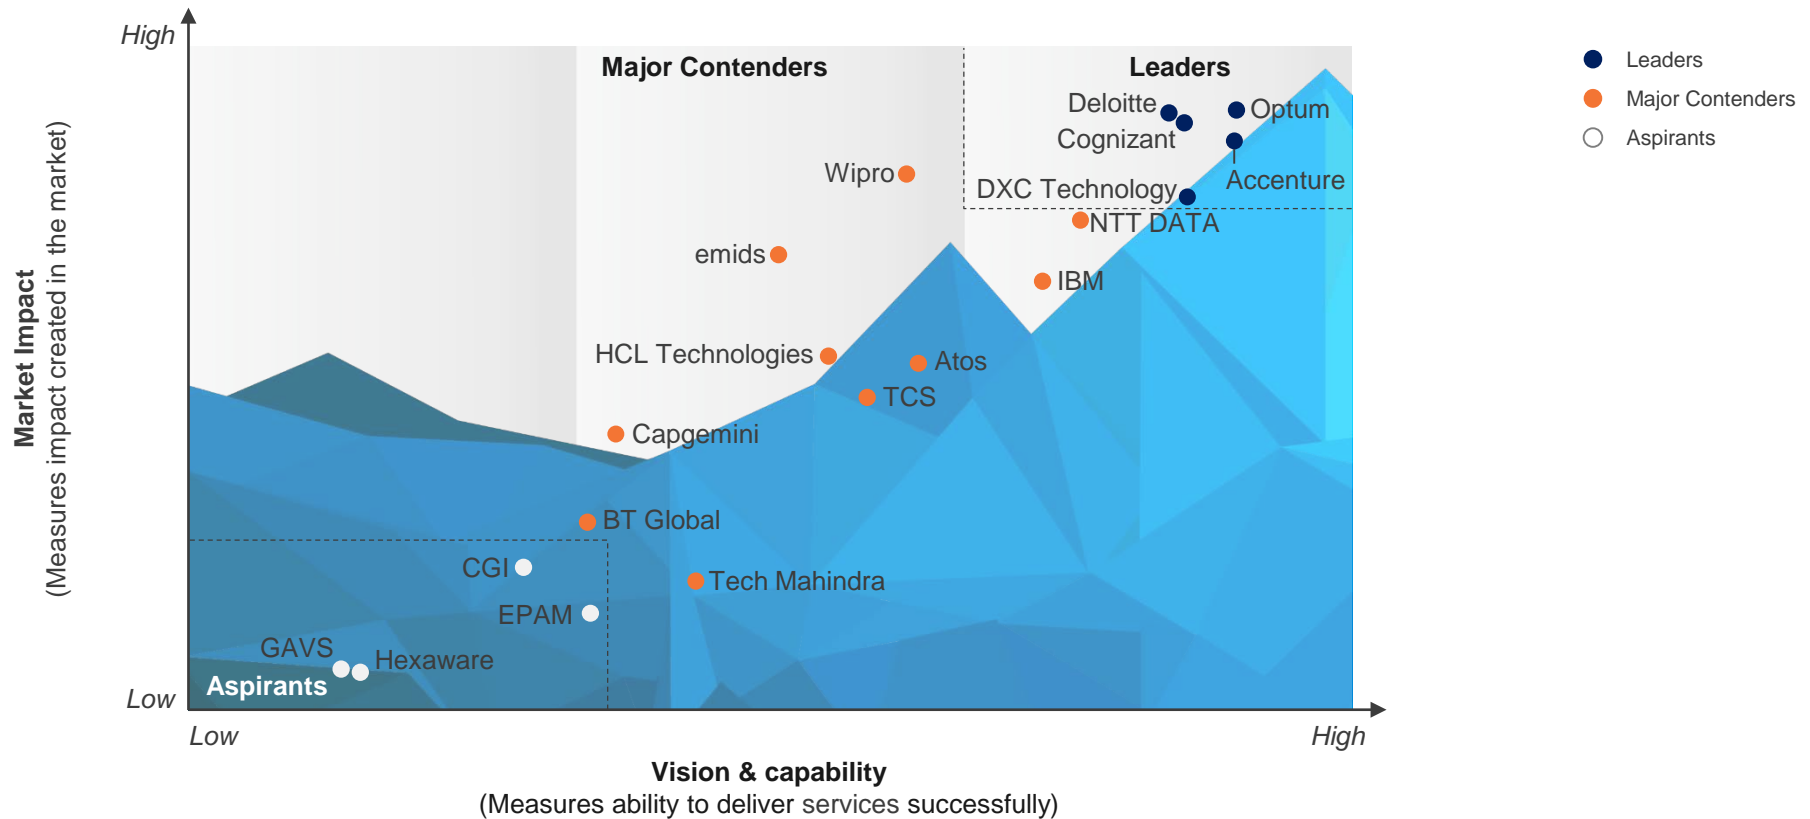 High
Major Contenders
Leaders
Leaders
Major Contenders
Aspirants
Deloitte
Optum
Cognizant
Accenture
Wipro
DXC Technology
NTT DATA
emids
IBM
HCL Technologies
Atos
TCS
Capgemini
BT Global
CGI
Tech Mahindra
EPAM
GAVS
Hexaware
Aspirants
Market Impact
(Measures impact created in the market)
Low
Low
High
Vision & capability
(Measures ability to deliver services successfully)